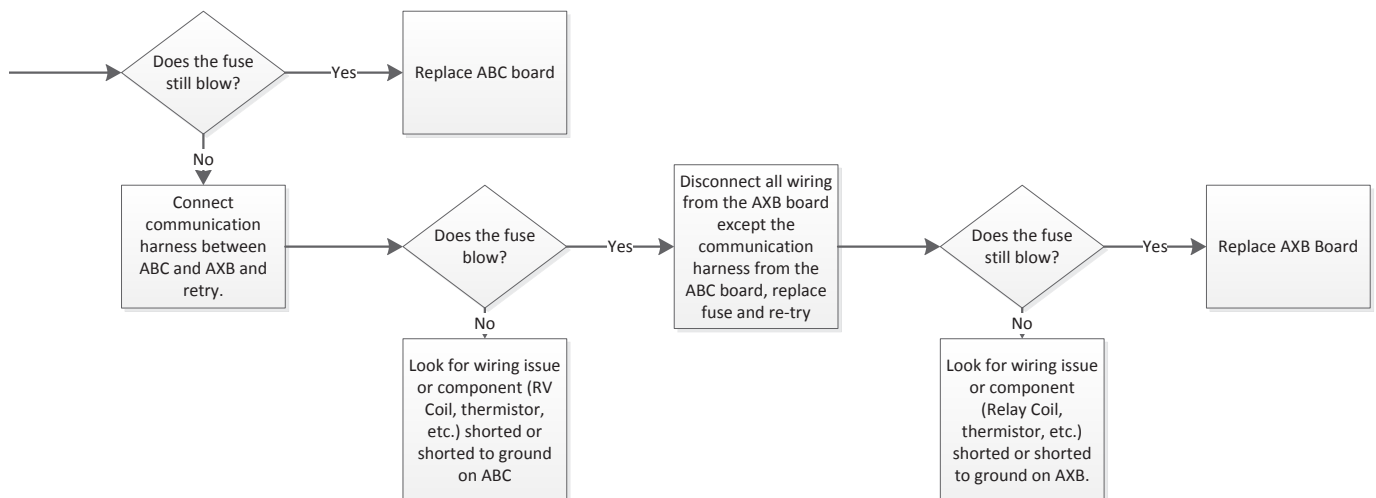 Does the fuse
still blow?
Yes
Replace ABC board
No
Connect
communication
harness between
ABC and AXB and
retry.
Does the fuse
blow?
Yes
Disconnect all wiring
from the AXB board
except the
communication
harness from the
ABC board, replace
fuse and re-try
Does the fuse
still blow?
Yes
Replace AXB Board
No
Look for wiring issue
or component (RV
Coil, thermistor,
etc.) shorted or
shorted to ground
on ABC
No
Look for wiring issue
or component
(Relay Coil,
thermistor, etc.)
shorted or shorted
to ground on AXB.